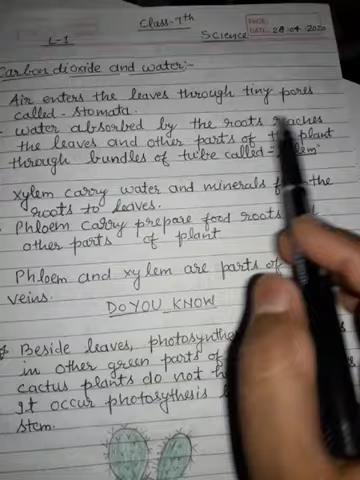 Class-7th
PAGE:
DATE: 28.04.2020
L-1
Science
Carbon dioxide and water:-
Air enters the leaves through tiny pores
called - stomata.
- Water absorbed by the roots reaches
the leaves and other parts of the plant
through bundles of tube called =
xylem carry water and minerals the
roots to leaves.
Phloem carry prepare food roots
other parts of plant
Phloem and xylem are parts of
veins.
DO YOU KNOW
Beside leaves,
in other green parts of
cactus plants do not
It occur photosythesis
stem.